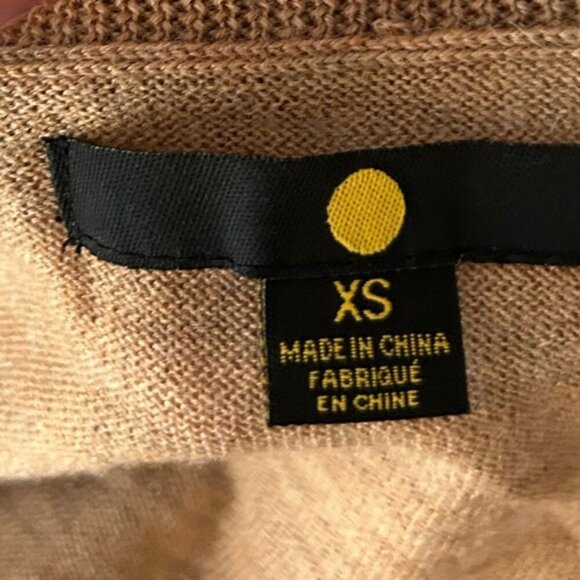 XS
MADE IN CHINA
FABRIQUÉ
EN CHINE